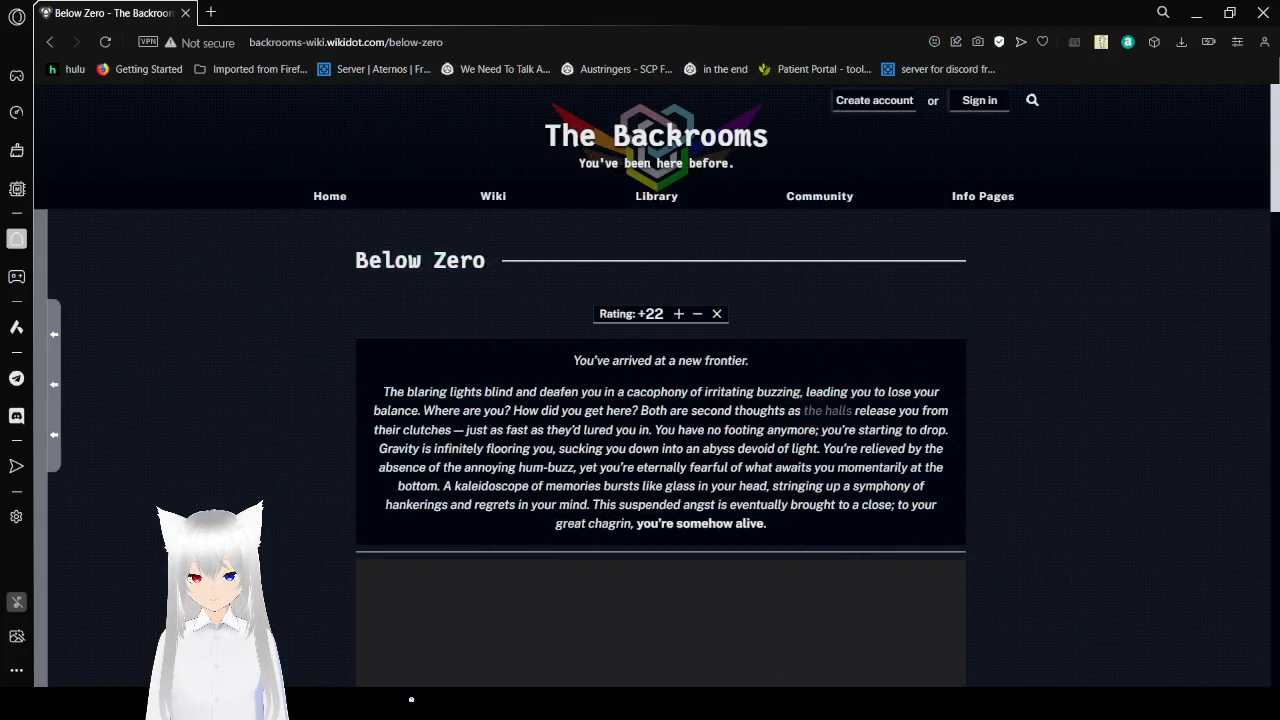 Below Zero - The Backroom
VPN Not secure backrooms-wiki.wikidot.com/below-zero
hulu Getting Started Imported from Firef... Server | Aternos | Fr... We Need To Talk A... Austringers - SCP F... in the end Patient Portal - tool... server for discord fr...
Create account or Sign in
The Backrooms
You've been here before.
Home Wiki Library Community Info Pages
Below Zero
Rating: +22 + − ×
You've arrived at a new frontier.
The blaring lights blind and deafen you in a cacophony of irritating buzzing, leading you to lose your
balance. Where are you? How did you get here? Both are second thoughts as the halls release you from
their clutches — just as fast as they'd lured you in. You have no footing anymore; you're starting to drop.
Gravity is infinitely flooring you, sucking you down into an abyss devoid of light. You're relieved by the
absence of the annoying hum-buzz, yet you're eternally fearful of what awaits you momentarily at the
bottom. A kaleidoscope of memories bursts like glass in your head, stringing up a symphony of
hankerings and regrets in your mind. This suspended angst is eventually brought to a close; to your
great chagrin, you're somehow alive.